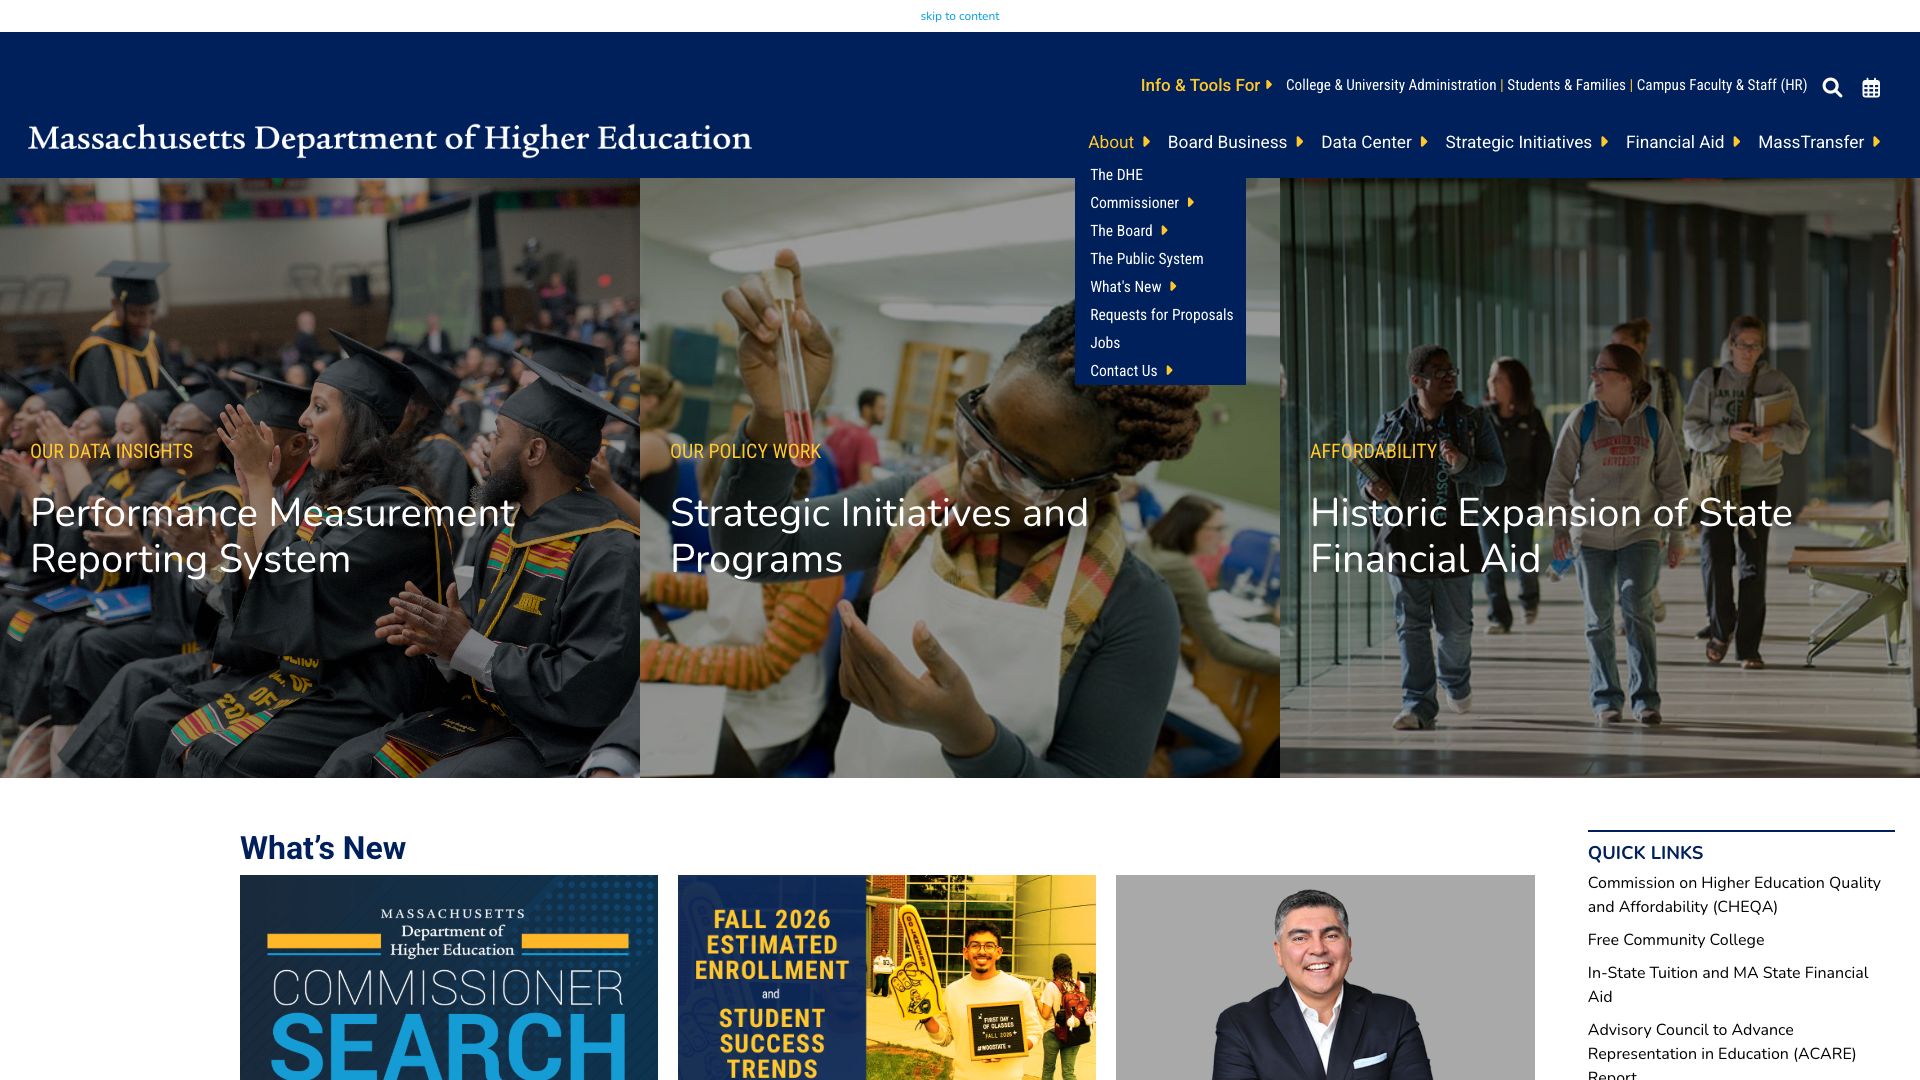 skip to content
Info & Tools For
College & University Administration | Students & Families | Campus Faculty & Staff (HR)
Massachusetts Department of Higher Education
About Board Business Data Center Strategic Initiatives Financial Aid MassTransfer
The DHE
Commissioner
The Board
The Public System
What's New
Requests for Proposals
Jobs
Contact Us
OUR DATA INSIGHTS
Performance Measurement
Reporting System
OUR POLICY WORK
Strategic Initiatives and
Programs
AFFORDABILITY
Historic Expansion of State
Financial Aid
What’s New
MASSACHUSETTS
Department of
Higher Education
COMMISSIONER
SEARCH
FALL 2026
ESTIMATED
ENROLLMENT
and
STUDENT
SUCCESS
TRENDS
FIRST DAY
OF CLASSES
QUICK LINKS
Commission on Higher Education Quality
and Affordability (CHEQA)
Free Community College
In-State Tuition and MA State Financial
Aid
Advisory Council to Advance
Representation in Education (ACARE)
Report